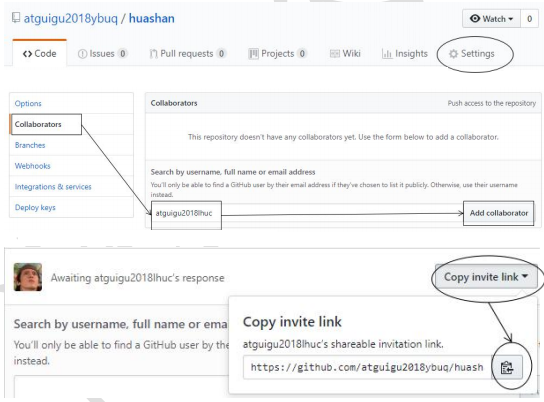 atguigu2018ybuq / huashan
Watch 0
Code Issues 0 Pull requests 0 Projects 0 Wiki Insights Settings
Options
Collaborators
Branches
Webhooks
Integrations & services
Deploy keys
Collaborators Push access to the repository
This repository doesn't have any collaborators yet. Use the form below to add a collaborator.
Search by username, full name or email address
You'll only be able to find a GitHub user by their email address if they've chosen to list it publicly. Otherwise, use their username
instead.
atguigu2018lhuc Add collaborator
Awaiting atguigu2018lhuc's response Copy invite link
Search by username, full name or ema
You'll only be able to find a GitHub user by the
instead.
Copy invite link
atguigu2018lhuc's shareable invitation link.
https://github.com/atguigu2018ybuq/huash